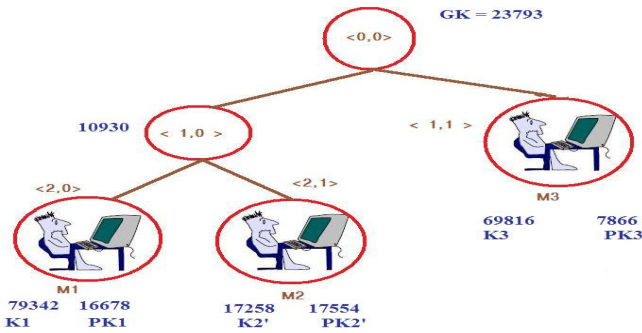 GK = 23793
<0,0>
10930
< 1,0 >
< 1,1 >
<2,0>
<2,1>
M3
69816 7866
K3 PK3
M1
M2
79342 16678
K1 PK1
17258 17554
K2' PK2'